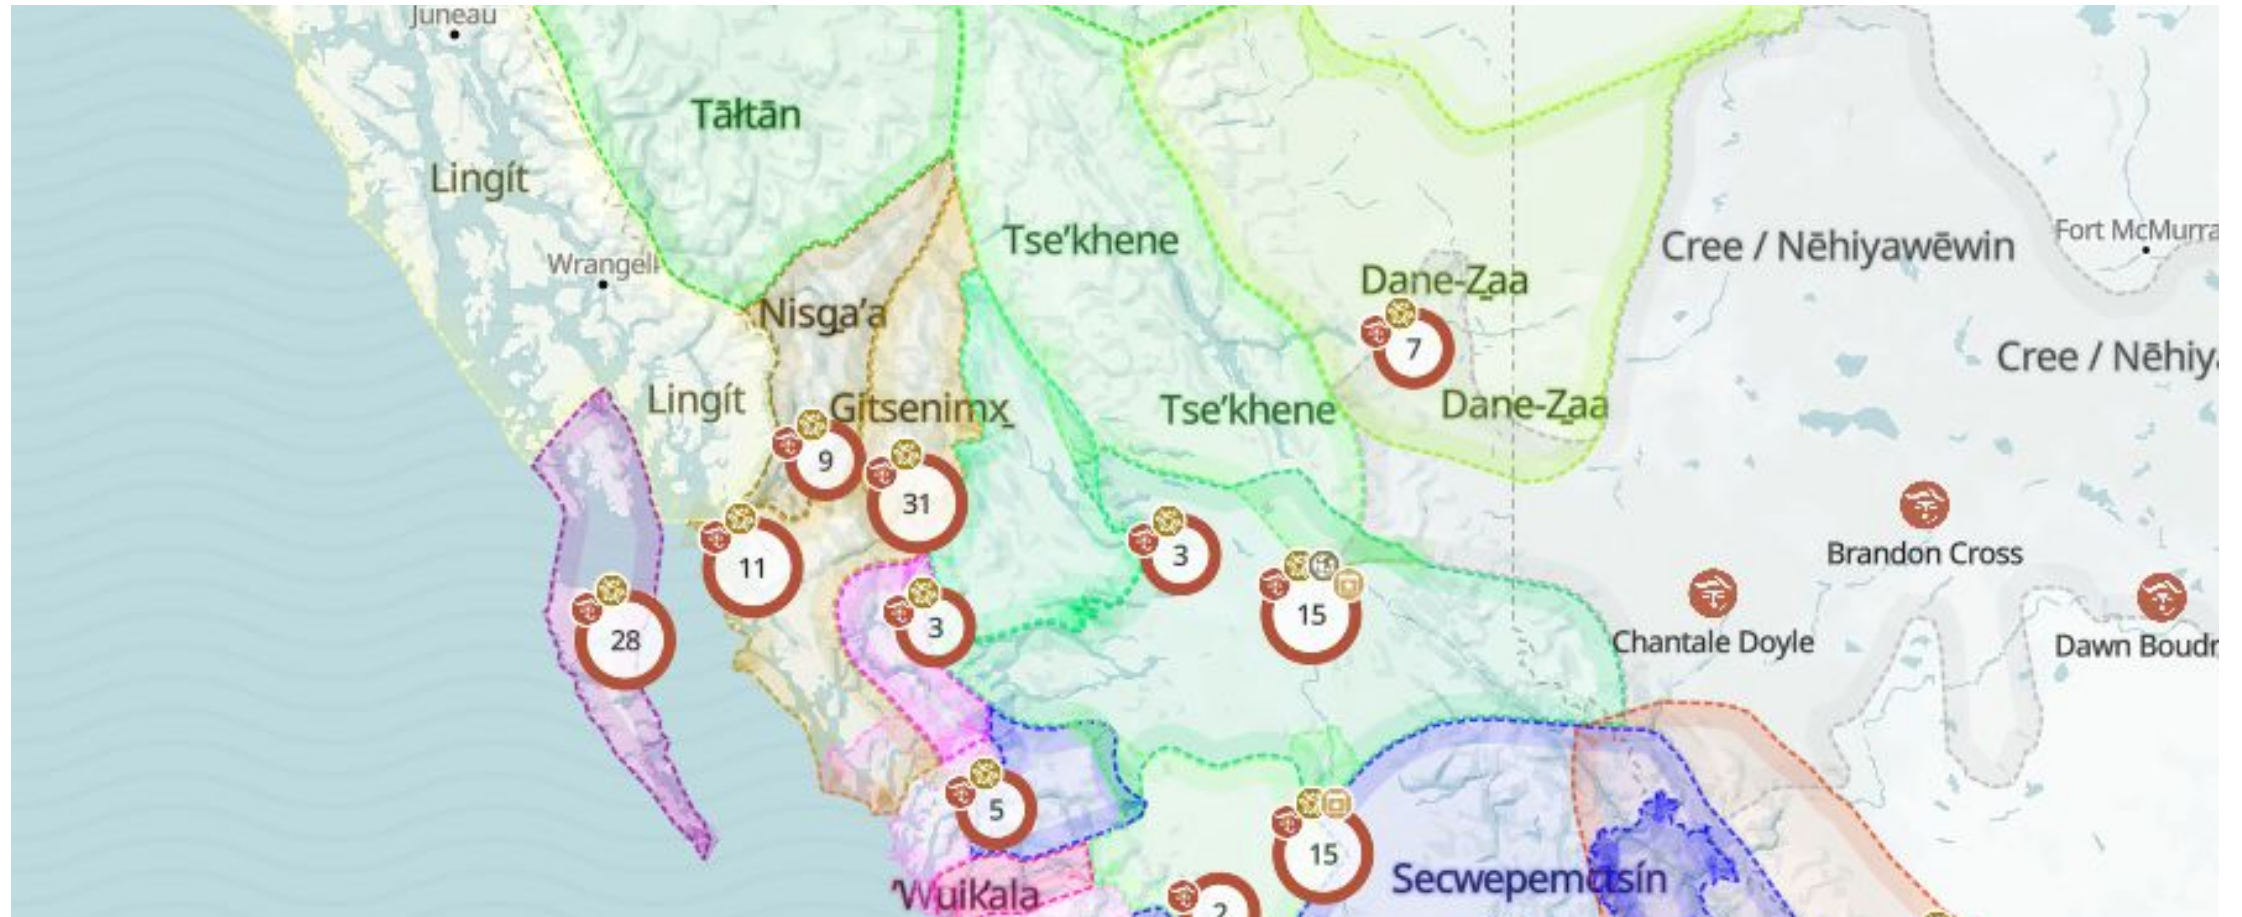 Juneau
Tāłtān
Lingít
Tse’khene
Cree / Nēhiyawēwin
Fort McMurra
Wrangell
Dane-Z̲aa
Nisg̲a’a
7
Cree / Nēhiy
Lingít
Gitsenimx̲
Tse’khene
Dane-Z̲aa
9
31
Brandon Cross
3
11
15
3
28
Chantale Doyle
Dawn Boudr
5
15
Secwepemctsín
’Wuik̓ala
2